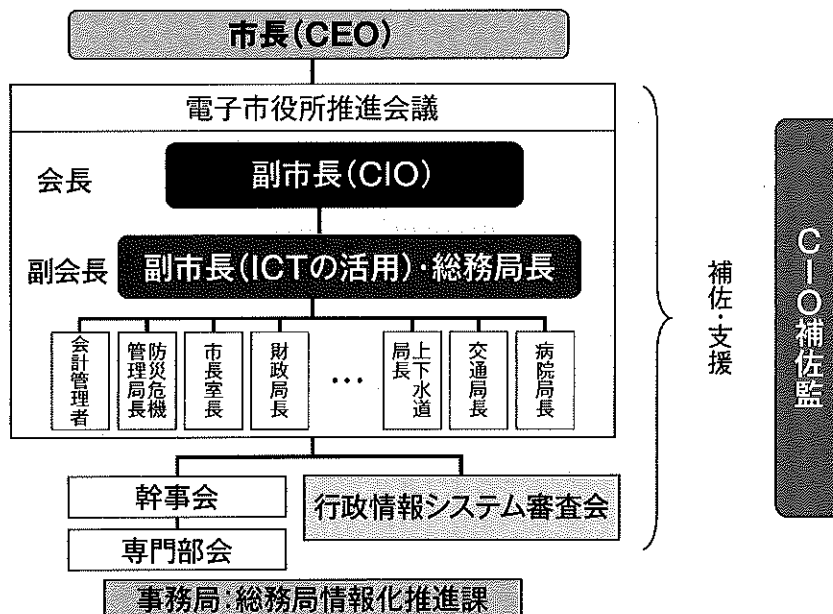 市長(CEO)
電子市役所推進会議
会長
副市長(CIO)
副会長
副市長(ICTの活用)・総務局長
会計管理者
防災危機
管理局長
市長室長
財政局長
…
上下水道
局長
交通局長
病院局長
補佐・支援
CIO補佐監
幹事会
行政情報システム審査会
専門部会
事務局:総務局情報化推進課